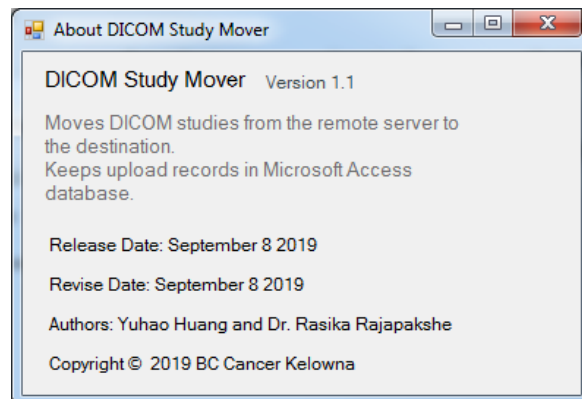 About DICOM Study Mover
DICOM Study Mover Version 1.1
Moves DICOM studies from the remote server to
the destination.
Keeps upload records in Microsoft Access
database.
Release Date: September 8 2019
Revise Date: September 8 2019
Authors: Yuhao Huang and Dr. Rasika Rajapakshe
Copyright © 2019 BC Cancer Kelowna